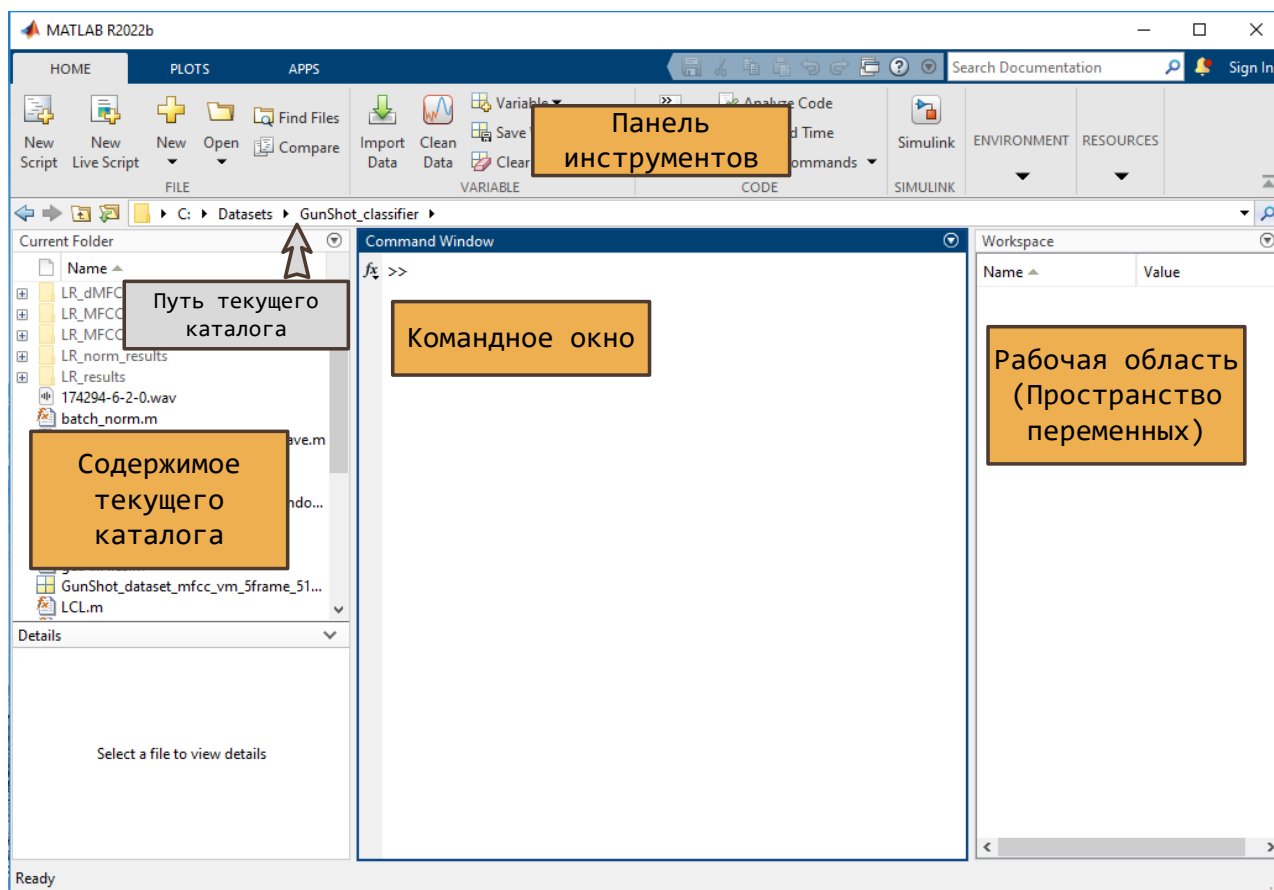 MATLAB R2022b
HOME PLOTS APPS Search Documentation Sign In
New Script
New Live Script
New
Open
Find Files
Compare
FILE
Import Data
Clean Data
Variable
Save
Clear
VARIABLE
Analyze Code
Time
ommands
CODE
Simulink
SIMULINK
ENVIRONMENT
RESOURCES
Панель
инструментов
C: Datasets GunShot_classifier
Current Folder
Name
LR_dMFC
LR_MFCC
LR_MFCC
LR_norm_results
LR_results
174294-6-2-0.wav
batch_norm.m
ave.m
ndo...
GunShot_dataset_mfcc_vm_5frame_51...
LCL.m
Путь текущего
каталога
Содержимое
текущего
каталога
Details
Select a file to view details
Command Window
fx >>
Командное окно
Workspace
Name Value
Рабочая область
(Пространство
переменных)
Ready